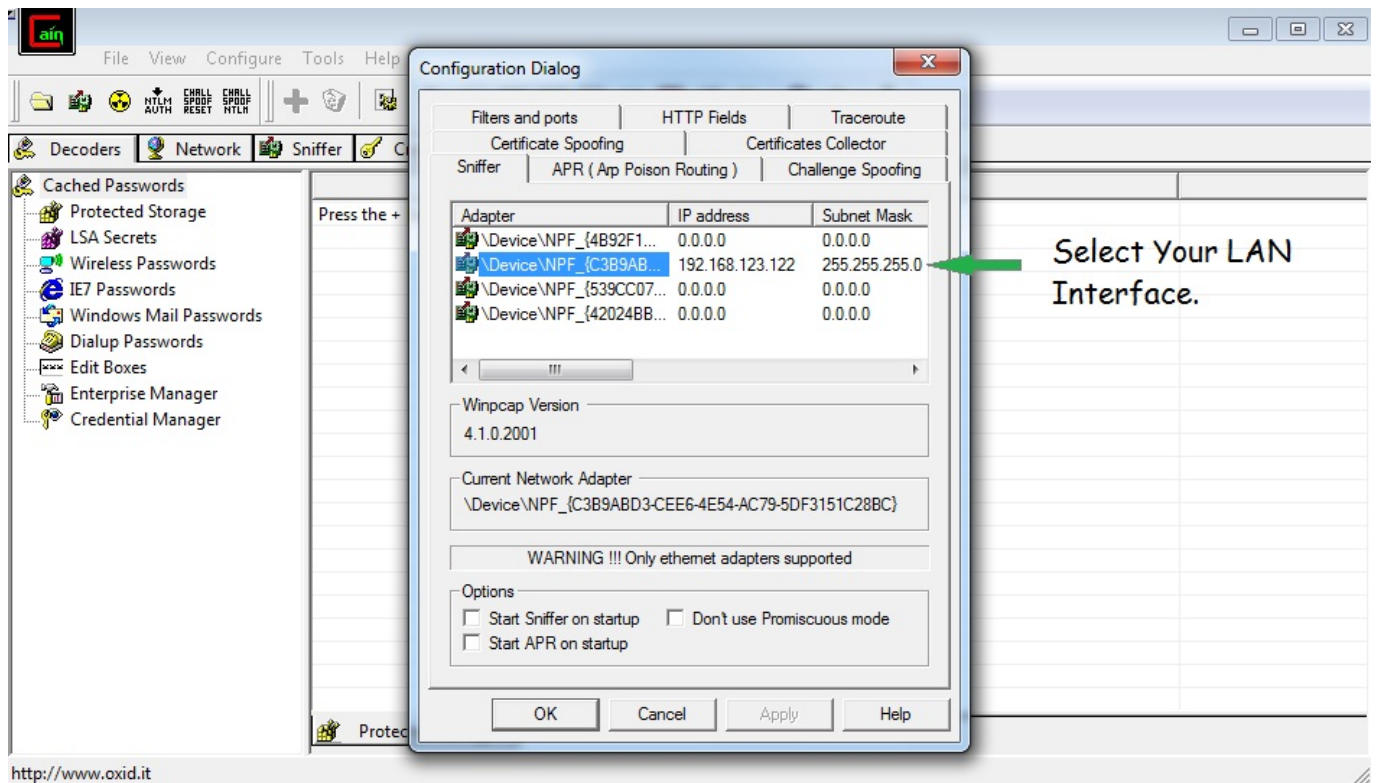 Cain
File View Configure Tools Help
NTLM AUTH CHALL SPOOF RESET CHALL SPOOF NTLM
Decoders Network Sniffer
Cached Passwords
Protected Storage
LSA Secrets
Wireless Passwords
IE7 Passwords
Windows Mail Passwords
Dialup Passwords
Edit Boxes
Enterprise Manager
Credential Manager
Press the +
Configuration Dialog
Filters and ports HTTP Fields Traceroute
Certificate Spoofing Certificates Collector
Sniffer APR ( Arp Poison Routing ) Challenge Spoofing
Adapter IP address Subnet Mask
\Device\NPF_{4B92F1... 0.0.0.0 0.0.0.0
\Device\NPF_{C3B9AB... 192.168.123.122 255.255.255.0
\Device\NPF_{539CC07... 0.0.0.0 0.0.0.0
\Device\NPF_{42024BB... 0.0.0.0 0.0.0.0
Winpcap Version
4.1.0.2001
Current Network Adapter
\Device\NPF_{C3B9ABD3-CEE6-4E54-AC79-5DF3151C28BC}
WARNING !!! Only ethernet adapters supported
Options
Start Sniffer on startup Don't use Promiscuous mode
Start APR on startup
OK Cancel Apply Help
Select Your LAN
Interface.
Protec
http://www.oxid.it